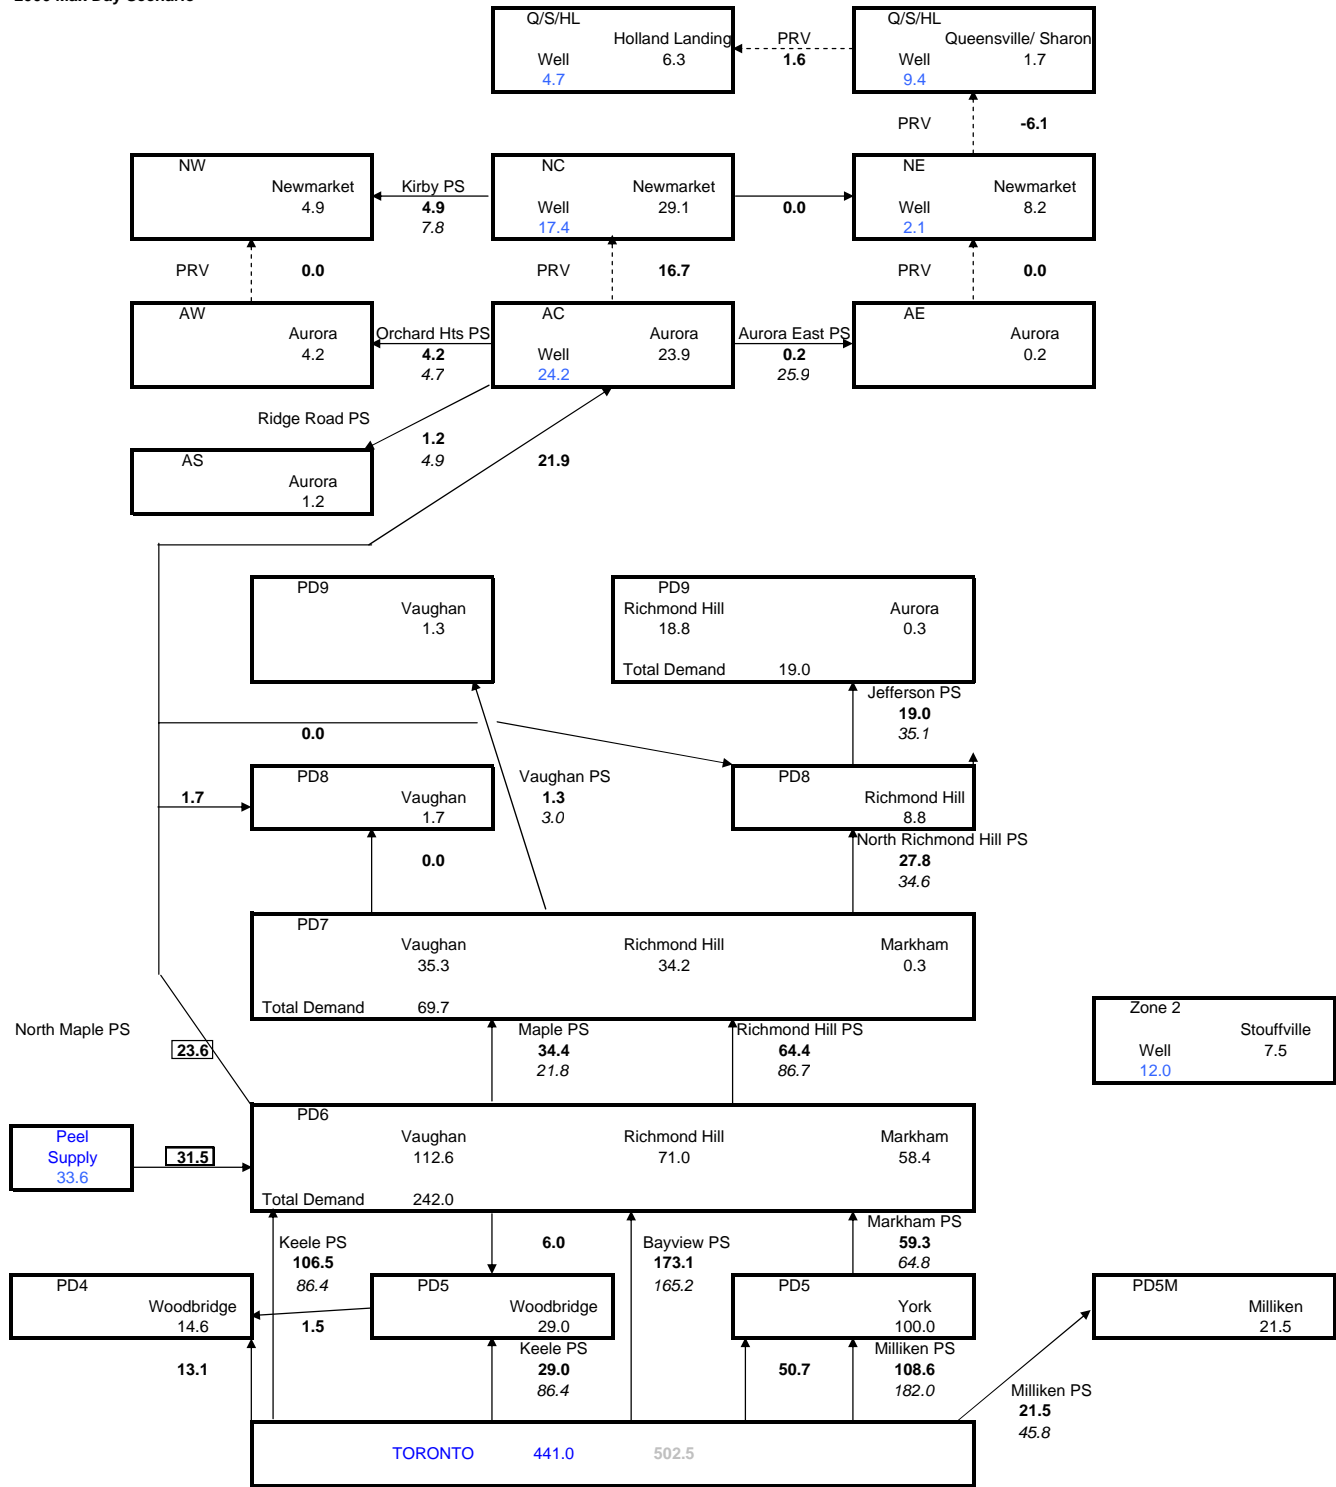 Q/S/HL
Holland Landing
Well 6.3
4.7
PRV
1.6
Q/S/HL
Queensville/ Sharon
Well 1.7
9.4
PRV -6.1
NW
Newmarket
4.9
Kirby PS
4.9
7.8
NC
Newmarket
Well 29.1
17.4
0.0
NE
Newmarket
Well 8.2
2.1
PRV 0.0
PRV 16.7
PRV 0.0
AW
Aurora
4.2
Orchard Hts PS
4.2
4.7
AC
Aurora
Well 23.9
24.2
Aurora East PS
0.2
25.9
AE
Aurora
0.2
Ridge Road PS
1.2
4.9
21.9
AS
Aurora
1.2
PD9
Vaughan
1.3
PD9
Richmond Hill Aurora
18.8 0.3
Total Demand 19.0
Jefferson PS
19.0
35.1
0.0
1.7
PD8
Vaughan
1.7
Vaughan PS
1.3
3.0
PD8
Richmond Hill
8.8
0.0
North Richmond Hill PS
27.8
34.6
PD7
Vaughan Richmond Hill Markham
35.3 34.2 0.3
Total Demand 69.7
North Maple PS
23.6
Maple PS
34.4
21.8
Richmond Hill PS
64.4
86.7
Zone 2
Stouffville
Well 7.5
12.0
Peel
Supply
33.6
31.5
PD6
Vaughan Richmond Hill Markham
112.6 71.0 58.4
Total Demand 242.0
Keele PS
106.5
86.4
6.0
Bayview PS
173.1
165.2
Markham PS
59.3
64.8
PD4
Woodbridge
14.6
1.5
PD5
Woodbridge
29.0
PD5
York
100.0
PD5M
Milliken
21.5
13.1
Keele PS
29.0
86.4
50.7
Milliken PS
108.6
182.0
Milliken PS
21.5
45.8
TORONTO 441.0 502.5